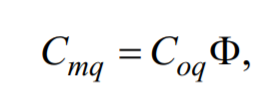 C_{mq} = C_{oq}Φ,